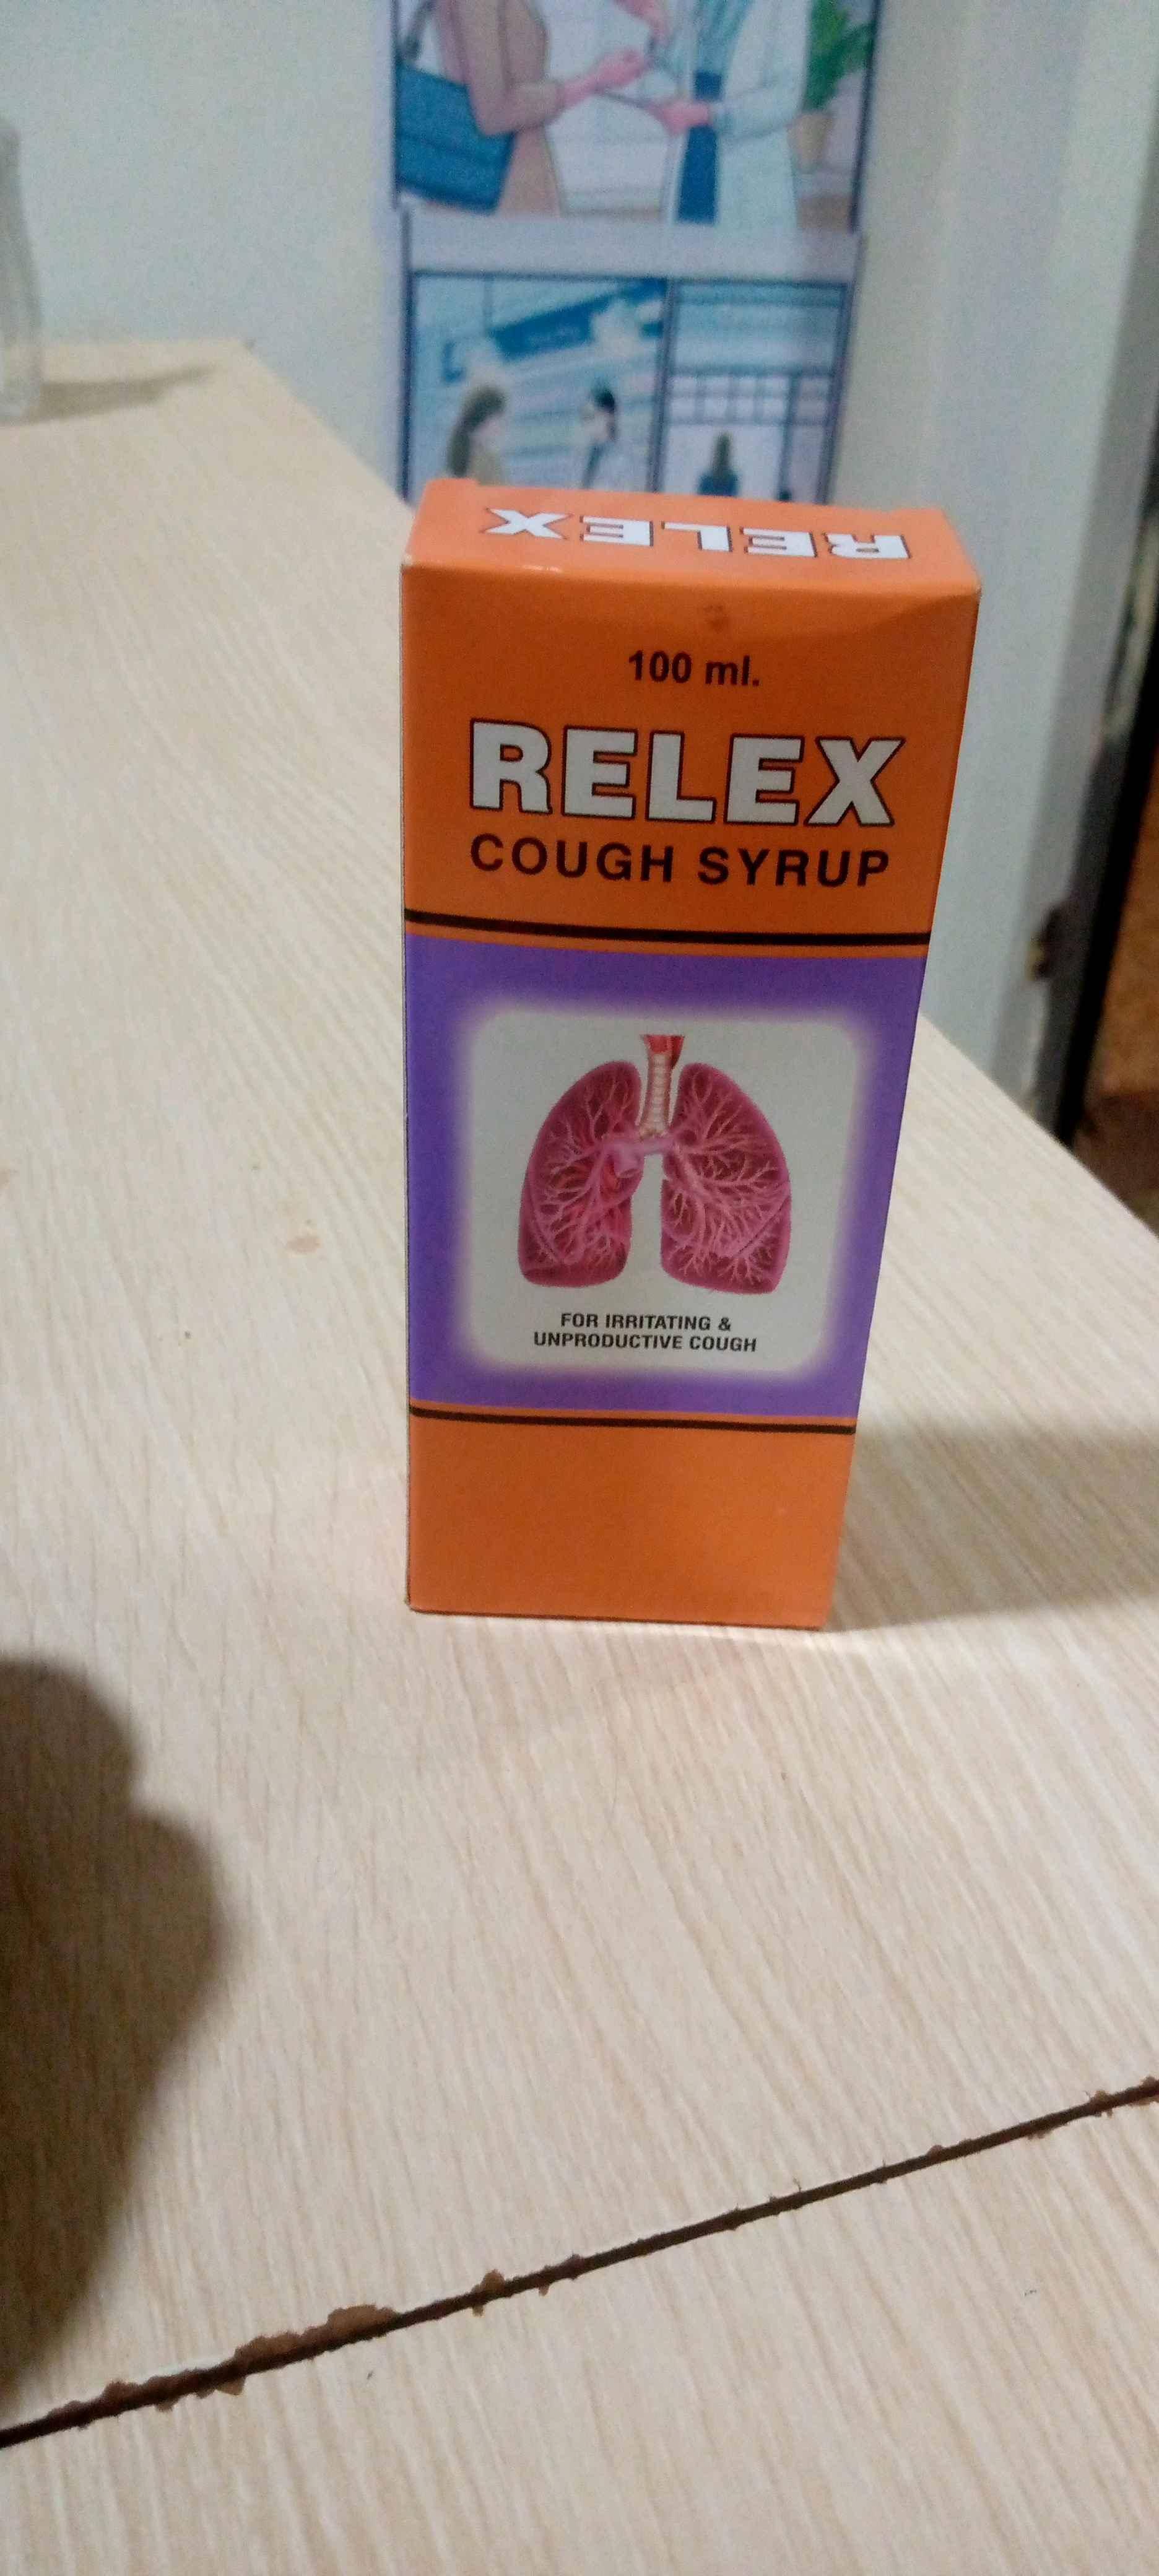 RELEX
100 ml.
RELEX
COUGH SYRUP
FOR IRRITATING &
UNPRODUCTIVE COUGH